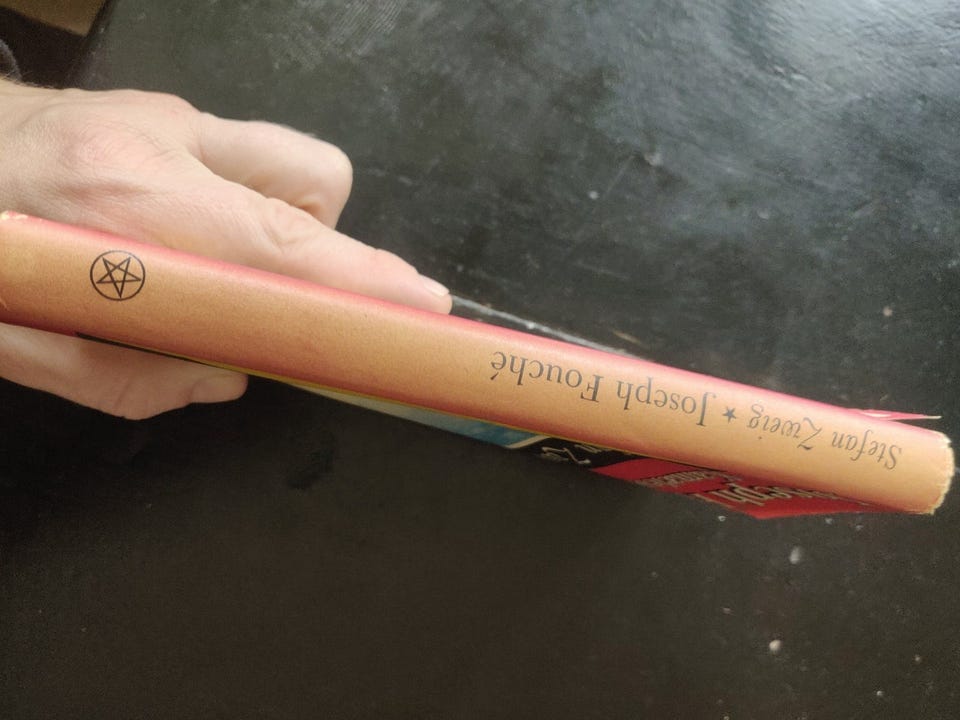 Stefan Zweig ★ Joseph Fouché